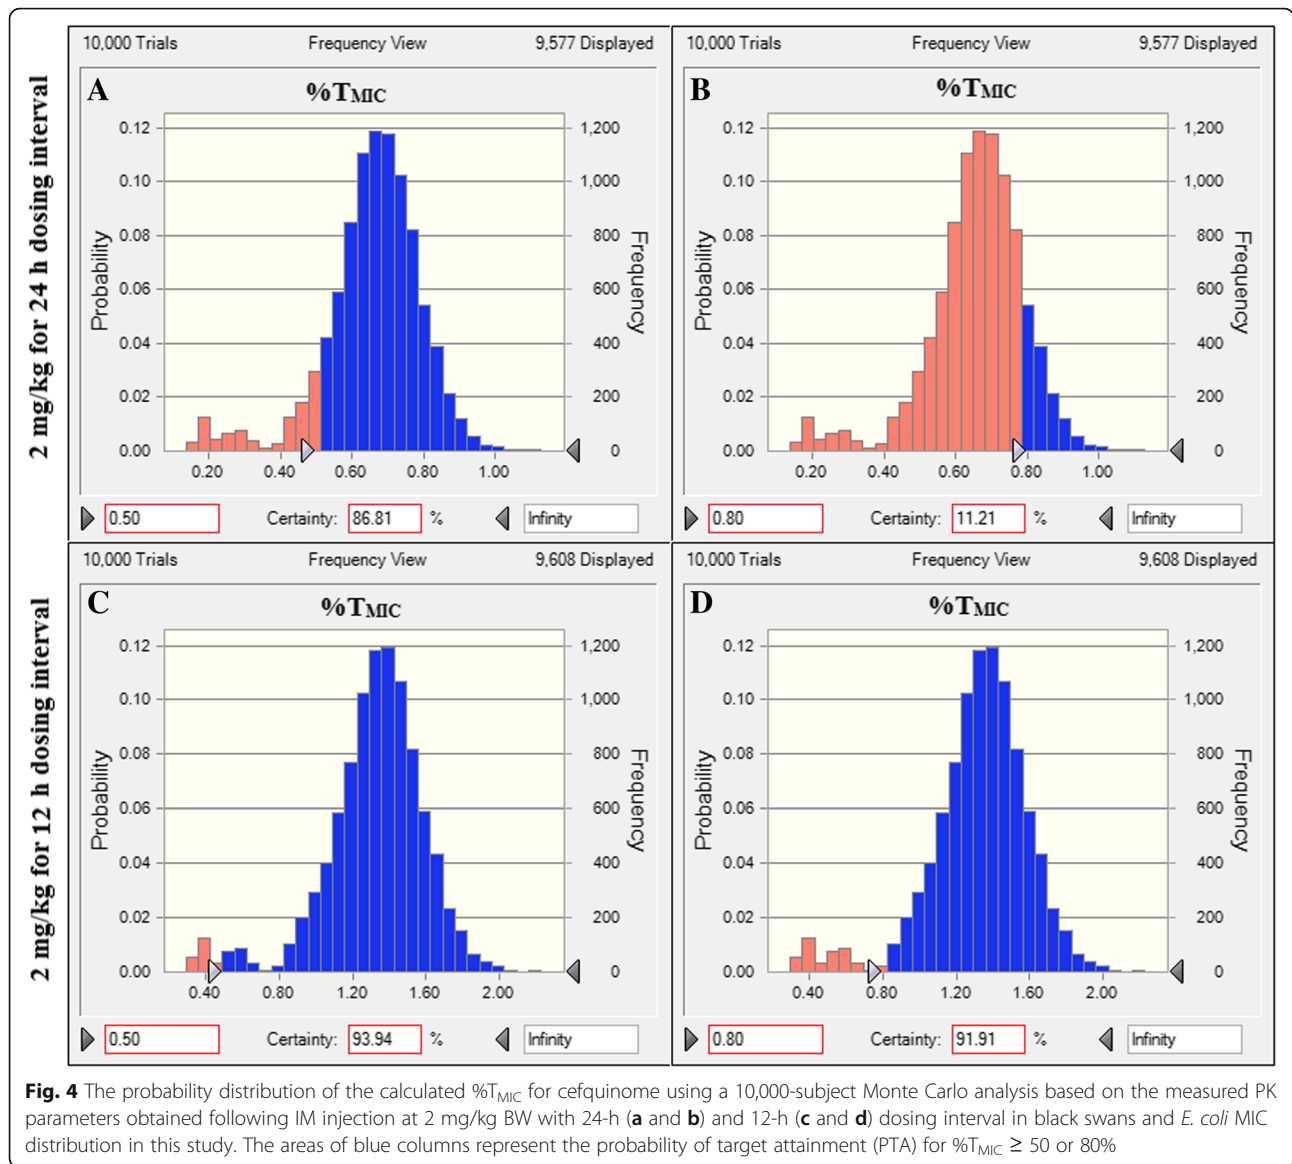 2 mg/kg for 24 h dosing interval
10,000 Trials Frequency View 9,577 Displayed
A %TMIC
Probability
0.12
0.10
0.08
0.06
0.04
0.02
0.00
1,200
1,000
800
600
400
200
0
Frequency
0.20 0.40 0.60 0.80 1.00
0.50 Certainty: 86.81 % Infinity
10,000 Trials Frequency View 9,577 Displayed
B %TMIC
Probability
0.12
0.10
0.08
0.06
0.04
0.02
0.00
1,200
1,000
800
600
400
200
0
Frequency
0.20 0.40 0.60 0.80 1.00
0.80 Certainty: 11.21 % Infinity
2 mg/kg for 12 h dosing interval
10,000 Trials Frequency View 9,608 Displayed
C %TMIC
Probability
0.12
0.10
0.08
0.06
0.04
0.02
0.00
1,200
1,000
800
600
400
200
0
Frequency
0.40 0.80 1.20 1.60 2.00
0.50 Certainty: 93.94 % Infinity
10,000 Trials Frequency View 9,608 Displayed
D %TMIC
Probability
0.12
0.10
0.08
0.06
0.04
0.02
0.00
1,200
1,000
800
600
400
200
0
Frequency
0.40 0.80 1.20 1.60 2.00
0.80 Certainty: 91.91 % Infinity
Fig. 4 The probability distribution of the calculated %TMIC for cefquinome using a 10,000-subject Monte Carlo analysis based on the measured PK
parameters obtained following IM injection at 2 mg/kg BW with 24-h (a and b) and 12-h (c and d) dosing interval in black swans and E. coli MIC
distribution in this study. The areas of blue columns represent the probability of target attainment (PTA) for %TMIC ≥ 50 or 80%